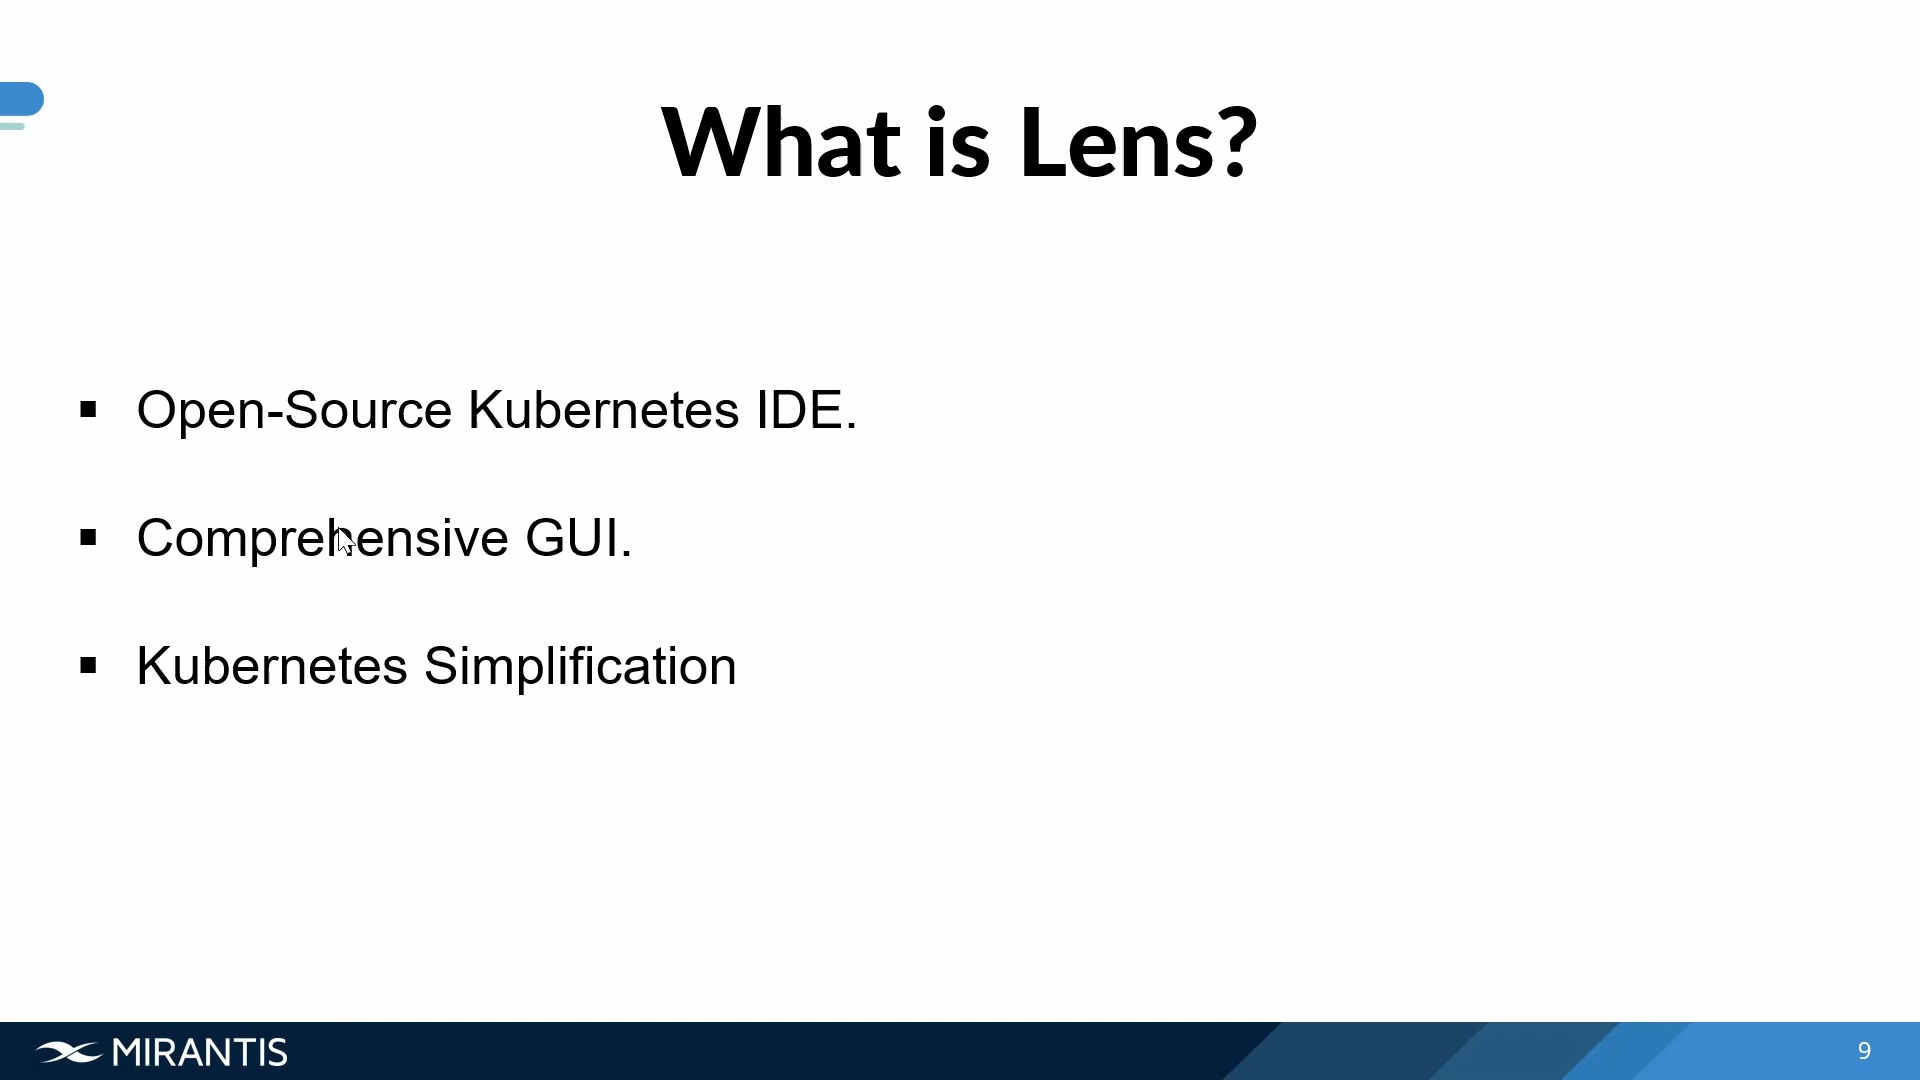 What is Lens?
▪ Open-Source Kubernetes IDE.
▪ Comprehensive GUI.
▪ Kubernetes Simplification
MIRANTIS
9